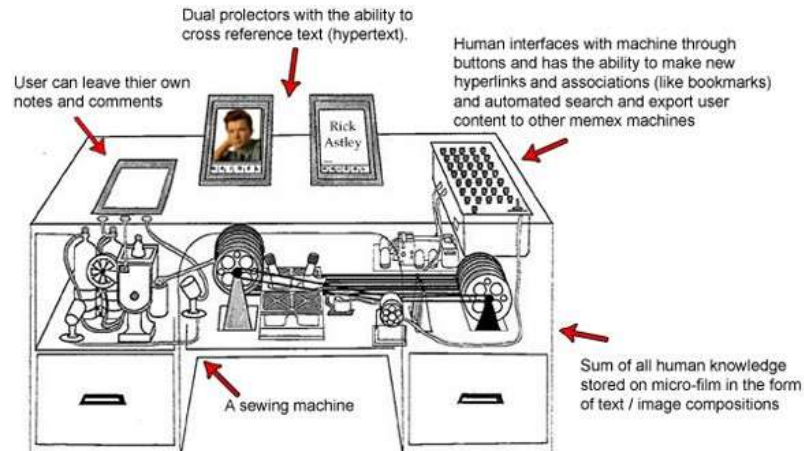 Dual prolectors with the ability to
cross reference text (hypertext).
Human interfaces with machine through
buttons and has the ability to make new
hyperlinks and associations (like bookmarks)
and automated search and export user
content to other memex machines
User can leave thier own
notes and comments
Rick
Astley
Sum of all human knowledge
stored on micro-film in the form
of text / image compositions
A sewing machine